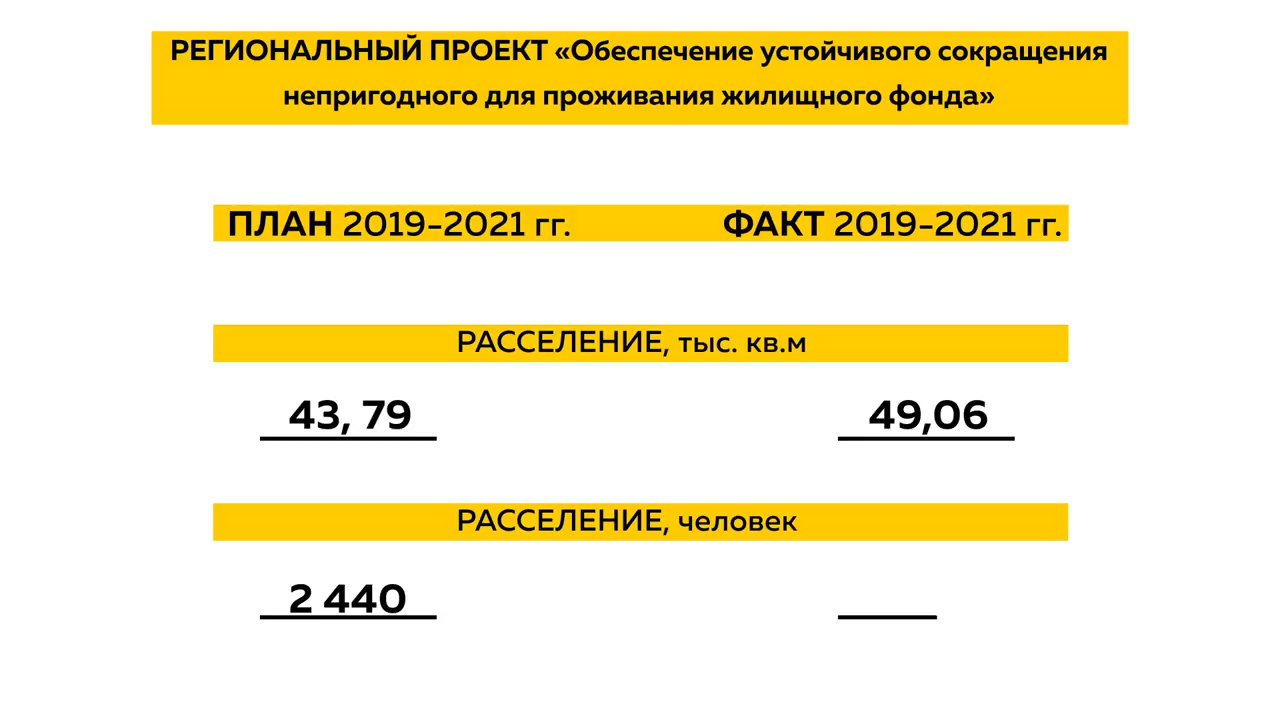 РЕГИОНАЛЬНЫЙ ПРОЕКТ «Обеспечение устойчивого сокращения
непригодного для проживания жилищного фонда»
ПЛАН 2019-2021 гг. ФАКТ 2019-2021 гг.
РАССЕЛЕНИЕ, тыс. кв.м
43, 79 49,06
РАССЕЛЕНИЕ, человек
2 440